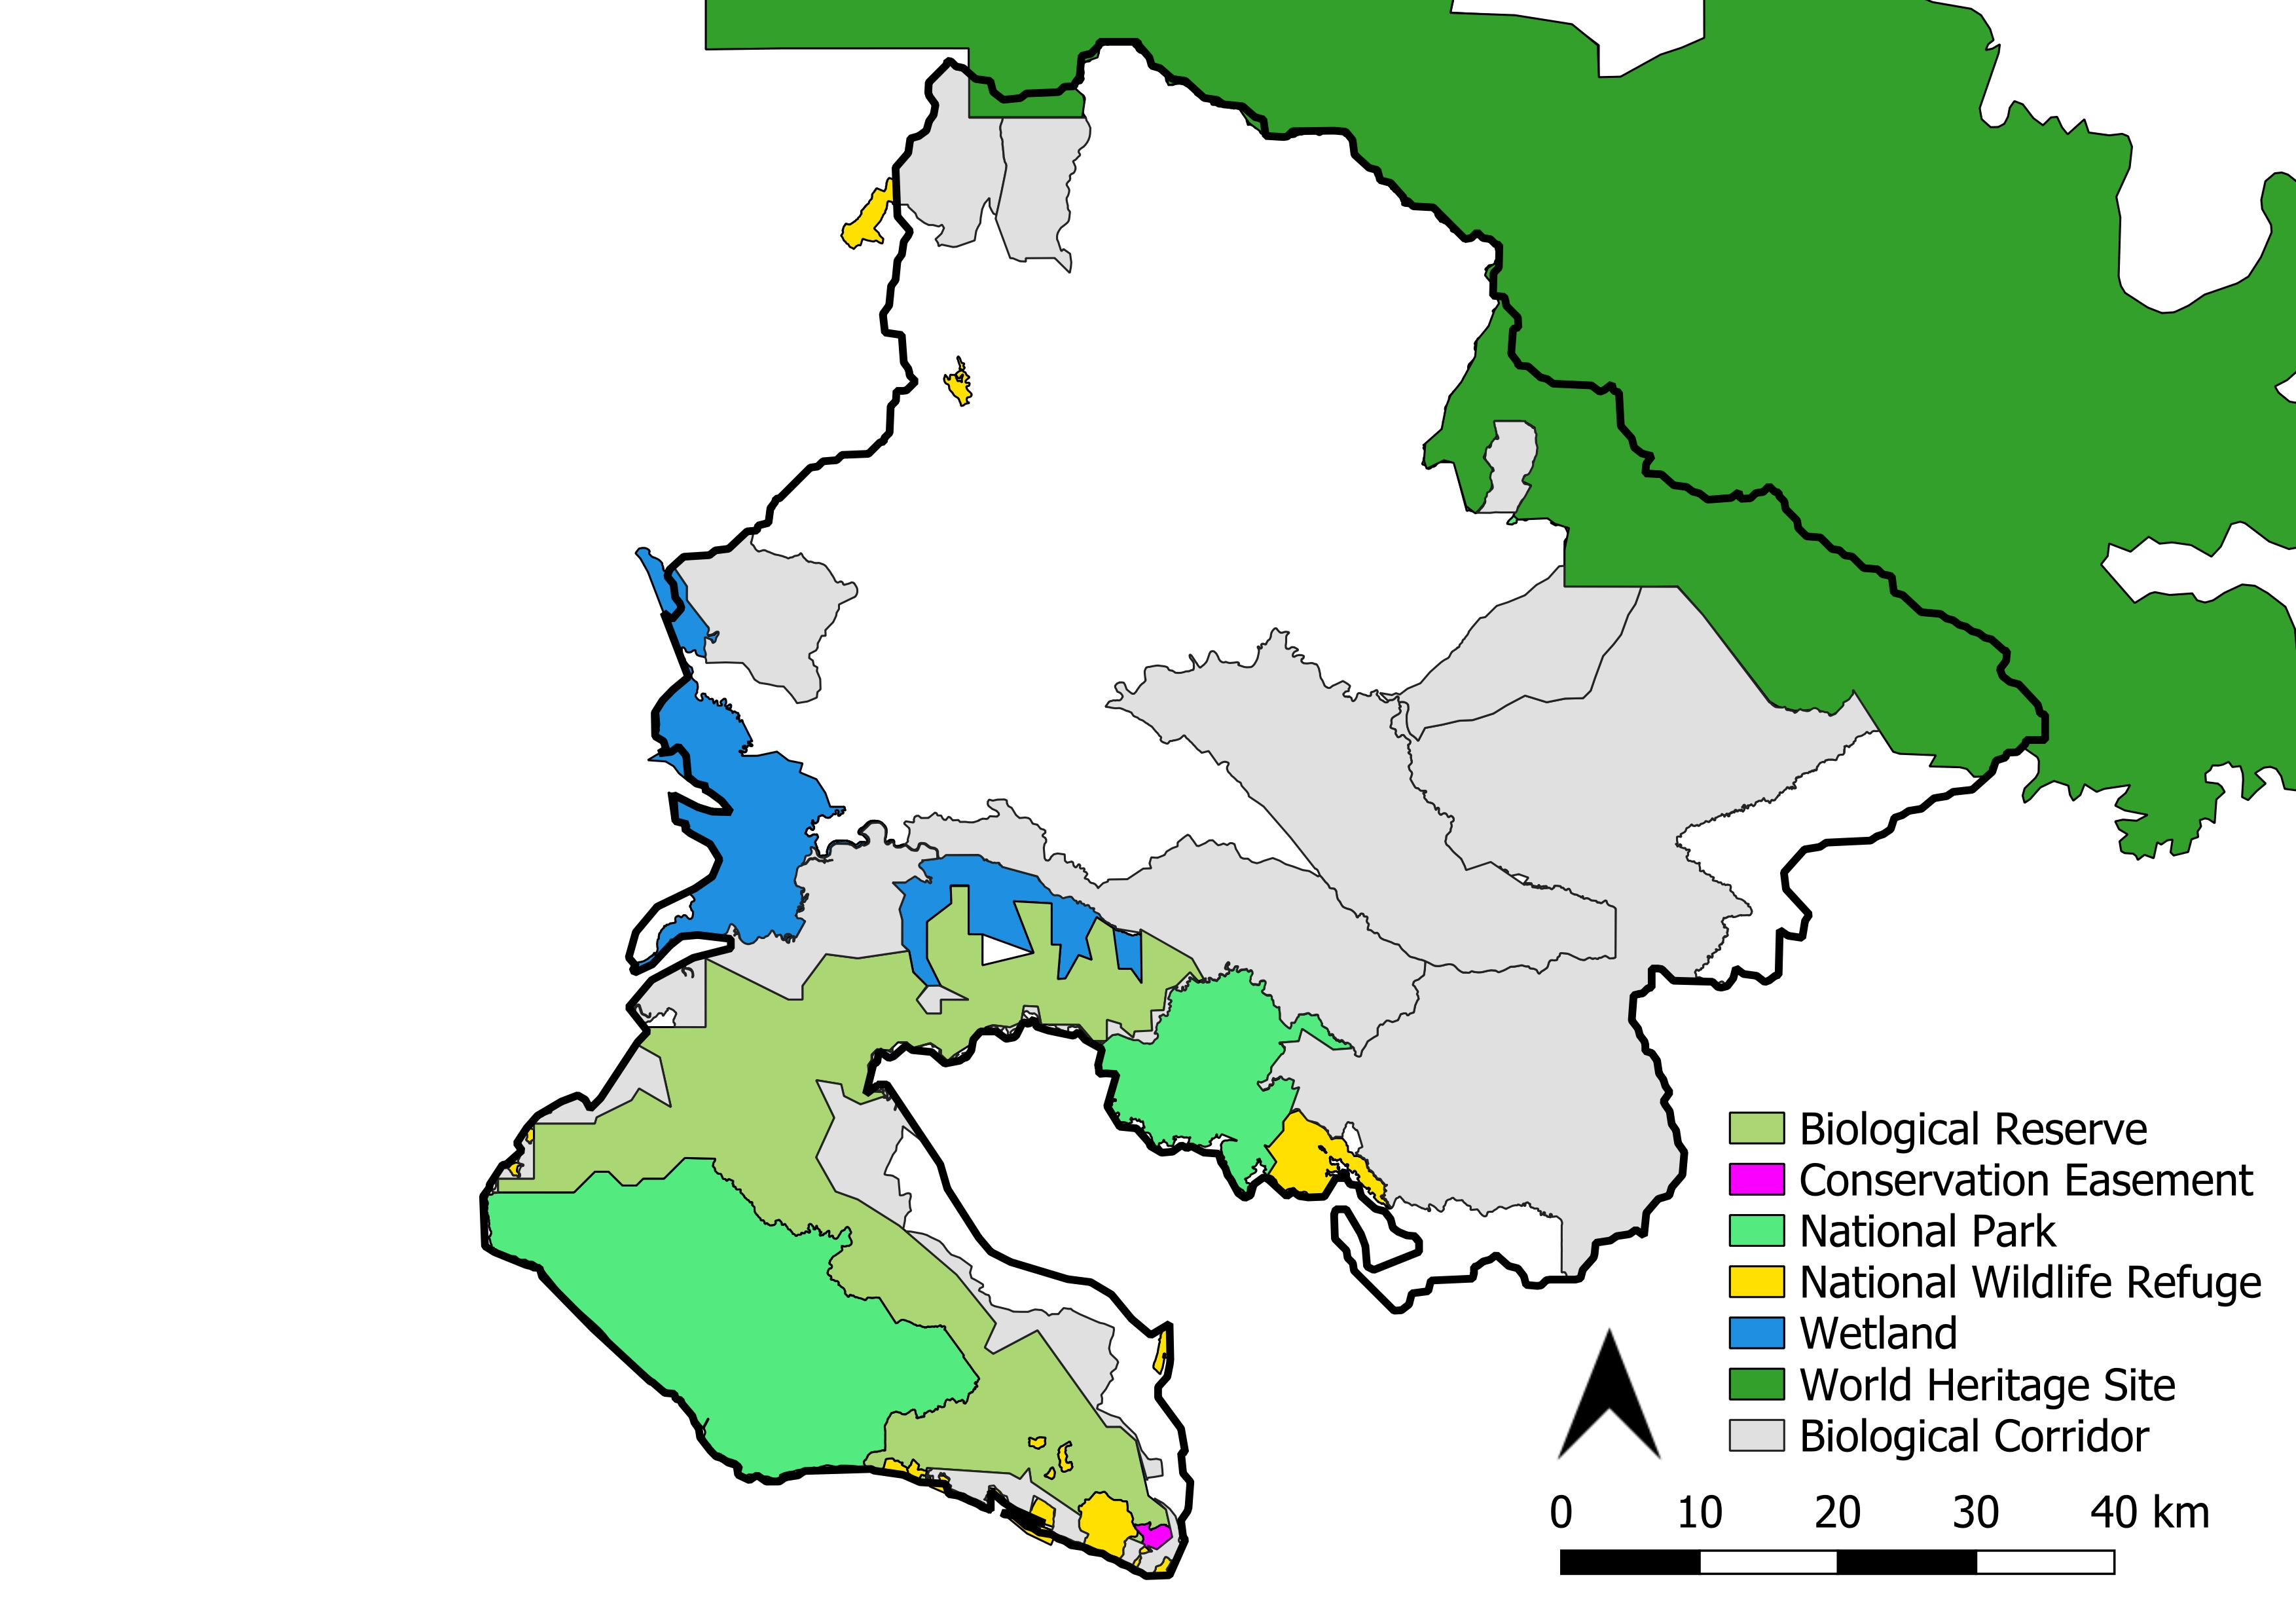 Biological Reserve
Conservation Easement
National Park
National Wildlife Refuge
Wetland
World Heritage Site
Biological Corridor
0 10 20 30 40 km